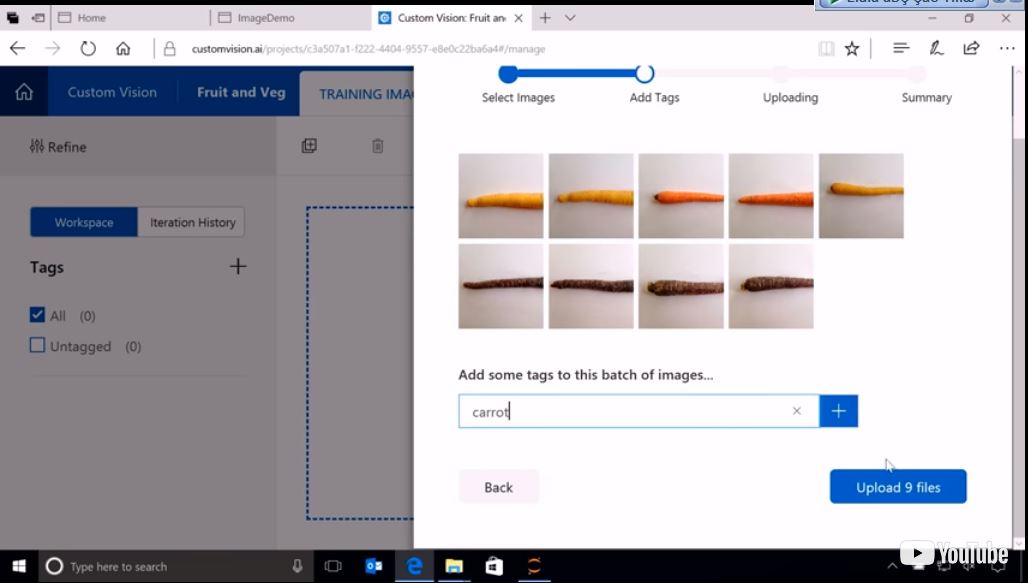 Home
ImageDemo
Custom Vision: Fruit an
customvision.ai/projects/c3a507a1-f222-4404-9557-e8e0c22ba6a4#/manage
Custom Vision
Fruit and Veg
TRAINING IMA
Select Images
Add Tags
Uploading
Summary
Refine
Workspace
Iteration History
Tags
All (0)
Untagged (0)
Add some tags to this batch of images...
carrot
Back
Upload 9 files
Type here to search
YouTube